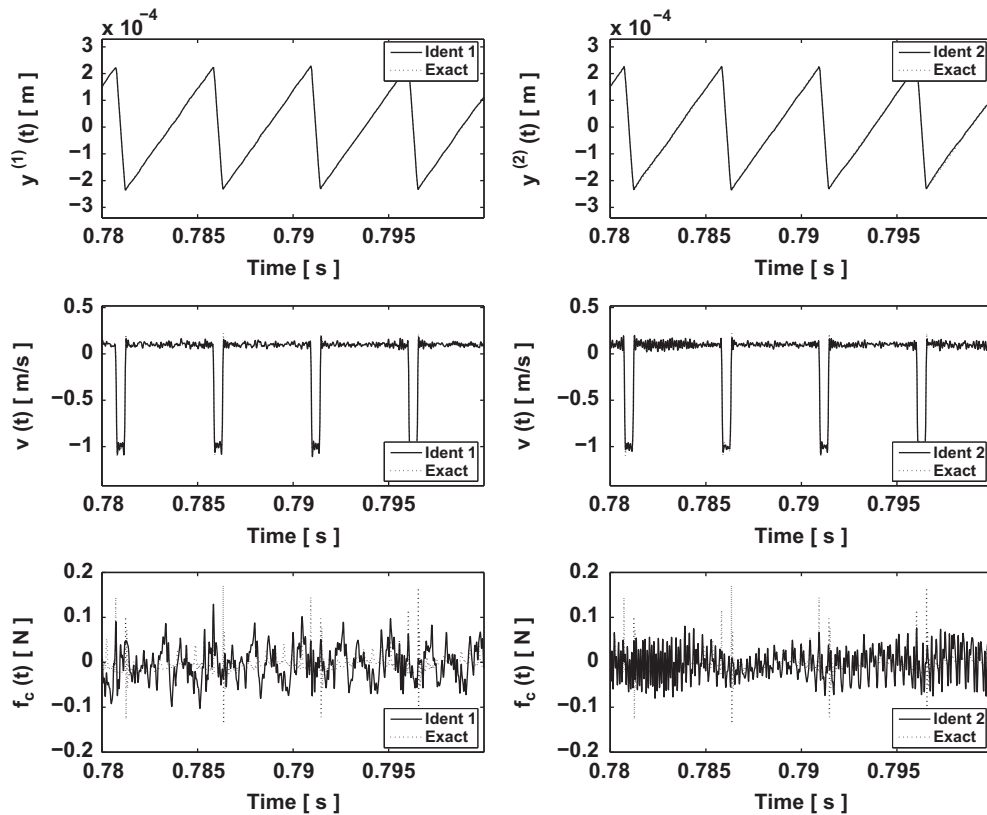 x 10−4
3
2
1
0
−1
−2
−3
y (1) (t) [ m ]
Ident 1
Exact
0.78
0.785
0.79
0.795
Time [ s ]
x 10−4
3
2
1
0
−1
−2
−3
y (2) (t) [ m ]
Ident 2
Exact
0.78
0.785
0.79
0.795
Time [ s ]
0.5
0
−0.5
−1
v (t) [ m/s ]
Ident 1
Exact
0.78
0.785
0.79
0.795
Time [ s ]
0.5
0
−0.5
−1
v (t) [ m/s ]
Ident 2
Exact
0.78
0.785
0.79
0.795
Time [ s ]
0.2
0.1
0
−0.1
−0.2
fc (t) [ N ]
Ident 1
Exact
0.78
0.785
0.79
0.795
Time [ s ]
0.2
0.1
0
−0.1
−0.2
fc (t) [ N ]
Ident 2
Exact
0.78
0.785
0.79
0.795
Time [ s ]